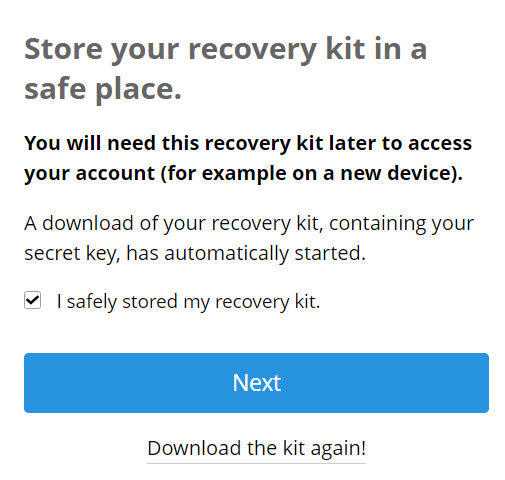 Store your recovery kit in a
safe place.
You will need this recovery kit later to access
your account (for example on a new device).
A download of your recovery kit, containing your
secret key, has automatically started.
I safely stored my recovery kit.
Next
Download the kit again!